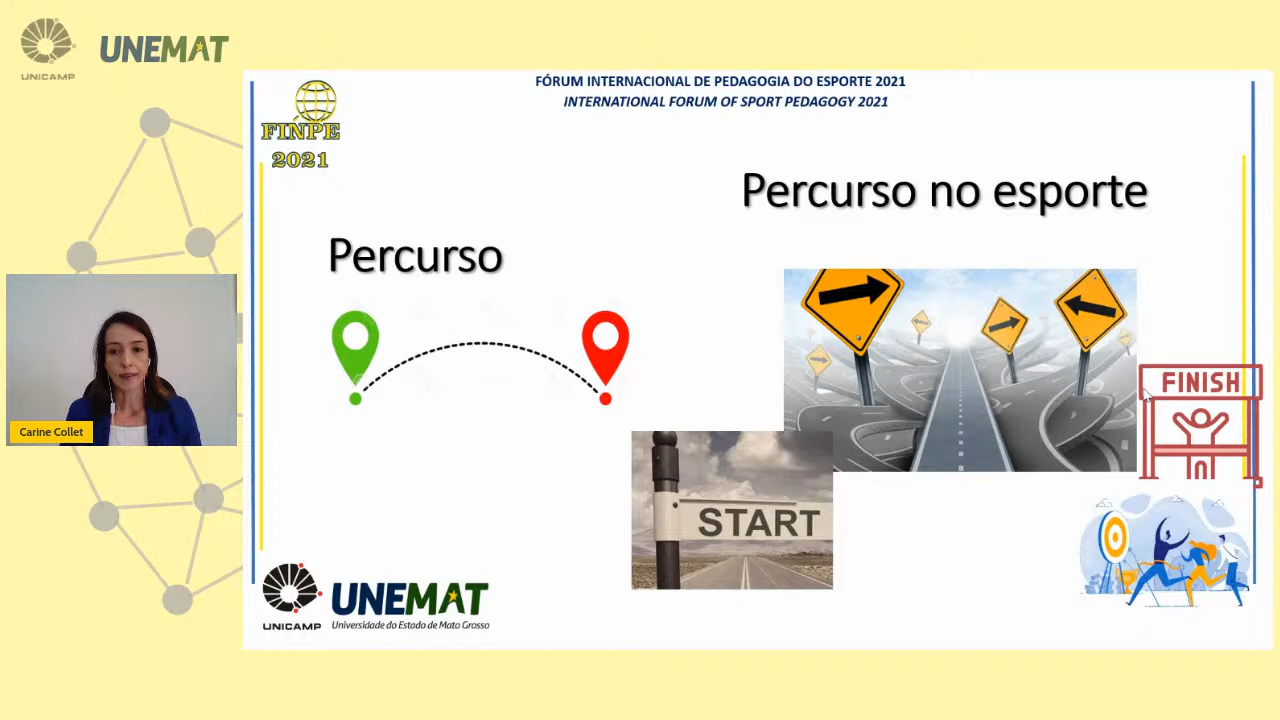 UNICAMP
UNEMAT
FÓRUM INTERNACIONAL DE PEDAGOGIA DO ESPORTE 2021
INTERNATIONAL FORUM OF SPORT PEDAGOGY 2021
FINPE
2021
Percurso no esporte
Percurso
FINISH
Carine Collet
START
UNICAMP
UNEMAT
Universidade do Estado de Mato Grosso